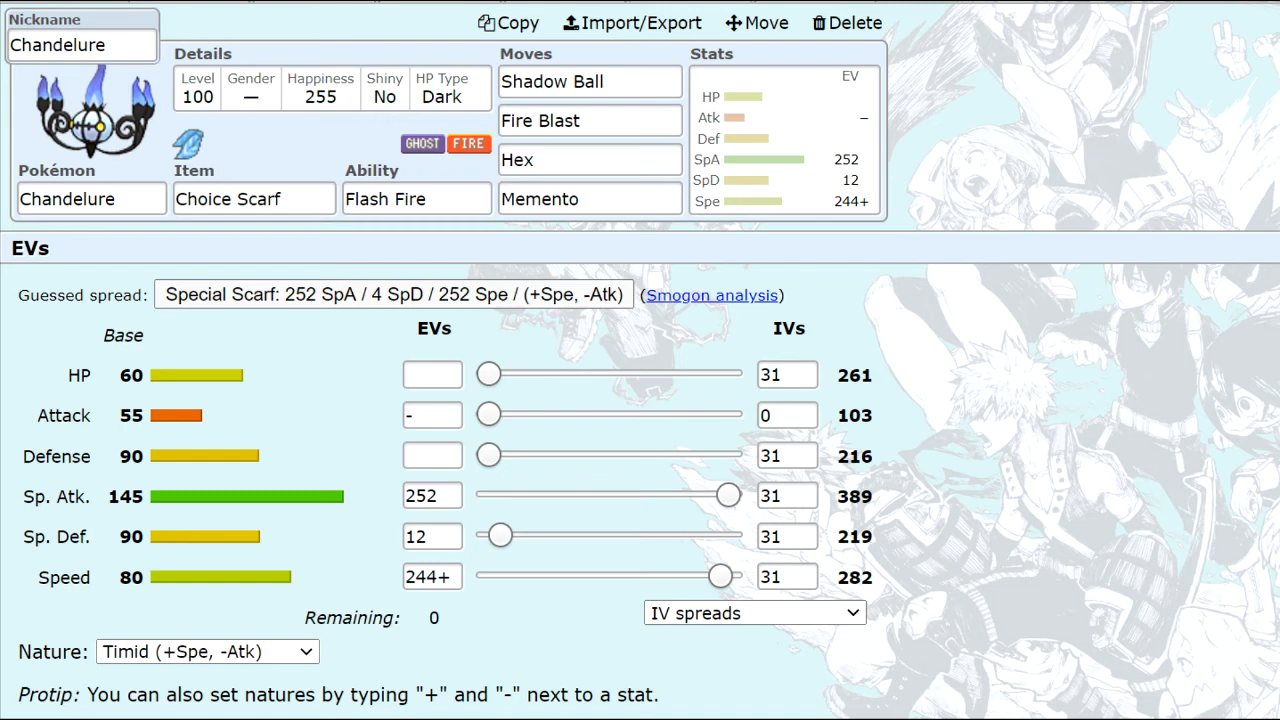 Nickname
Chandelure
Copy Import/Export Move Delete
Details
Level Gender Happiness Shiny HP Type
100 — 255 No Dark
GHOST FIRE
Pokémon Item Ability
Chandelure Choice Scarf Flash Fire
Moves
Shadow Ball
Fire Blast
Hex
Memento
Stats
EV
HP
Atk –
Def
SpA 252
SpD 12
Spe 244+
EVs
Guessed spread: Special Scarf: 252 SpA / 4 SpD / 252 Spe / (+Spe, -Atk) (Smogon analysis)
Base EVs IVs
HP 60 31 261
Attack 55 - 0 103
Defense 90 31 216
Sp. Atk. 145 252 31 389
Sp. Def. 90 12 31 219
Speed 80 244+ 31 282
Remaining: 0 IV spreads
Nature: Timid (+Spe, -Atk)
Protip: You can also set natures by typing "+" and "-" next to a stat.